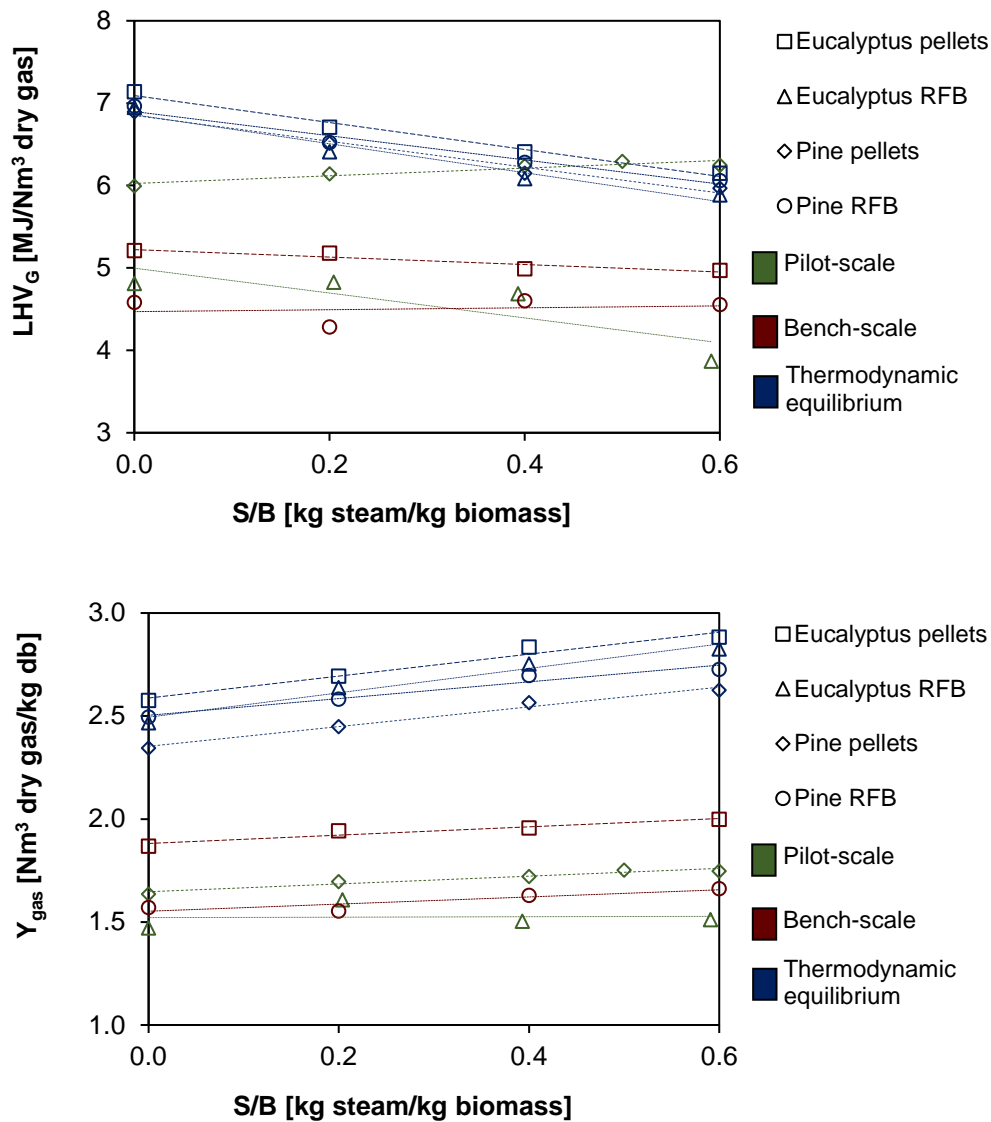 8
7
6
5
4
3
0.0 0.2 0.4 0.6
LHV_G [MJ/Nm³ dry gas]
S/B [kg steam/kg biomass]
Eucalyptus pellets
Eucalyptus RFB
Pine pellets
Pine RFB
Pilot-scale
Bench-scale
Thermodynamic
equilibrium
3.0
2.5
2.0
1.5
1.0
0.0 0.2 0.4 0.6
Y_gas [Nm³ dry gas/kg db]
S/B [kg steam/kg biomass]
Eucalyptus pellets
Eucalyptus RFB
Pine pellets
Pine RFB
Pilot-scale
Bench-scale
Thermodynamic
equilibrium